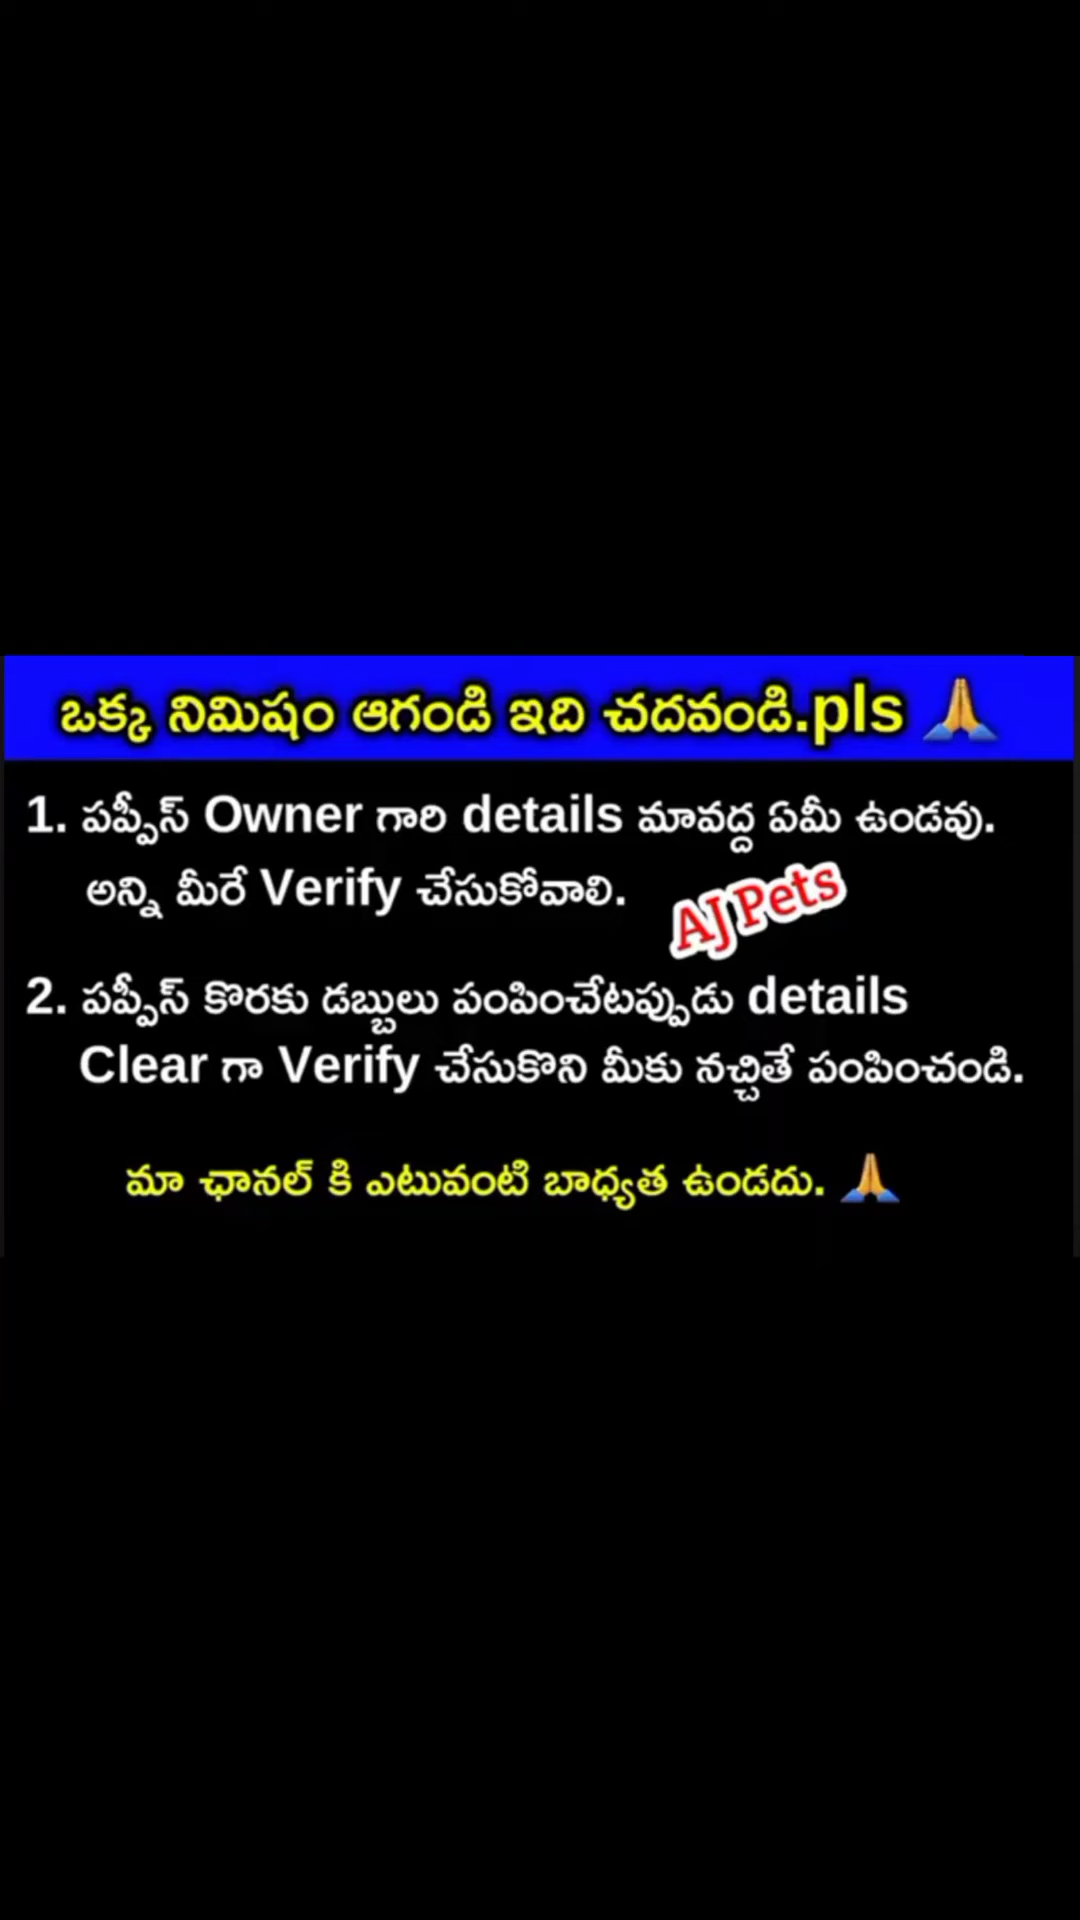 ఒక్క నిమిషం ఆగండి ఇది చదవండి.pls 🙏
1. పప్పీస్ Owner గారి details మావద్ద ఏమీ ఉండవు.
అన్ని మీరే Verify చేసుకోవాలి.
AJ Pets
2. పప్పీస్ కొరకు డబ్బులు పంపించేటప్పుడు details
Clear గా Verify చేసుకొని మీకు నచ్చితే పంపించండి.
మా ఛానల్ కి ఎటువంటి బాధ్యత ఉండదు. 🙏